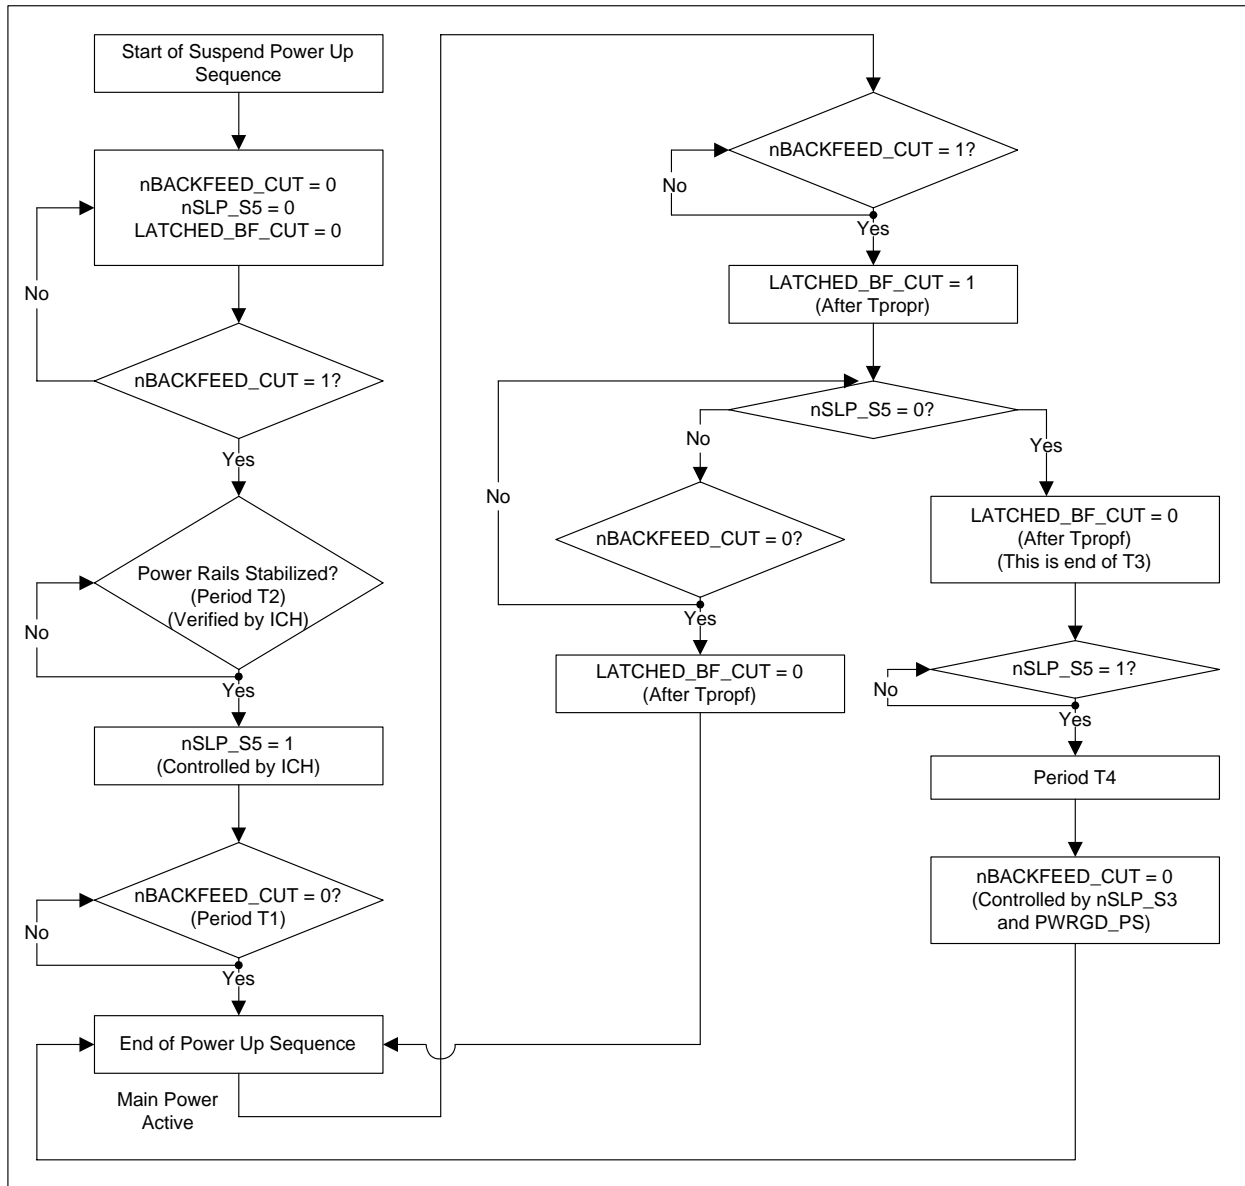 Start of Suspend Power Up
Sequence
nBACKFEED_CUT = 0
nSLP_S5 = 0
LATCHED_BF_CUT = 0
No
nBACKFEED_CUT = 1?
Yes
Power Rails Stabilized?
(Period T2)
(Verified by ICH)
No
Yes
nSLP_S5 = 1
(Controlled by ICH)
nBACKFEED_CUT = 0?
(Period T1)
No
Yes
End of Power Up Sequence
Main Power
Active
nBACKFEED_CUT = 1?
No
Yes
LATCHED_BF_CUT = 1
(After Tpropr)
nSLP_S5 = 0?
No
Yes
No
nBACKFEED_CUT = 0?
Yes
LATCHED_BF_CUT = 0
(After Tpropf)
LATCHED_BF_CUT = 0
(After Tpropf)
(This is end of T3)
nSLP_S5 = 1?
No
Yes
Period T4
nBACKFEED_CUT = 0
(Controlled by nSLP_S3
and PWRGD_PS)